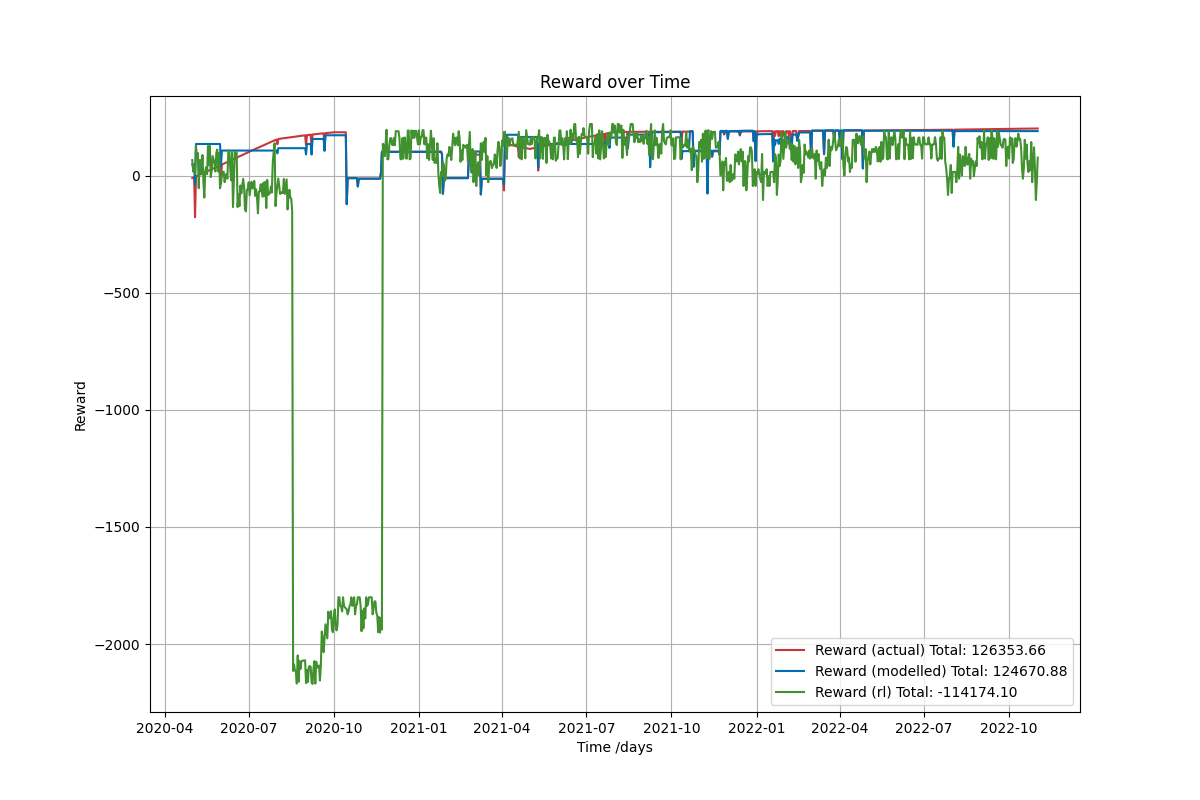 Reward over Time
Reward
0
−500
−1000
−1500
−2000
Reward (actual) Total: 126353.66
Reward (modelled) Total: 124670.88
Reward (rl) Total: -114174.10
2020-04 2020-07 2020-10 2021-01 2021-04 2021-07 2021-10 2022-01 2022-04 2022-07 2022-10
Time /days